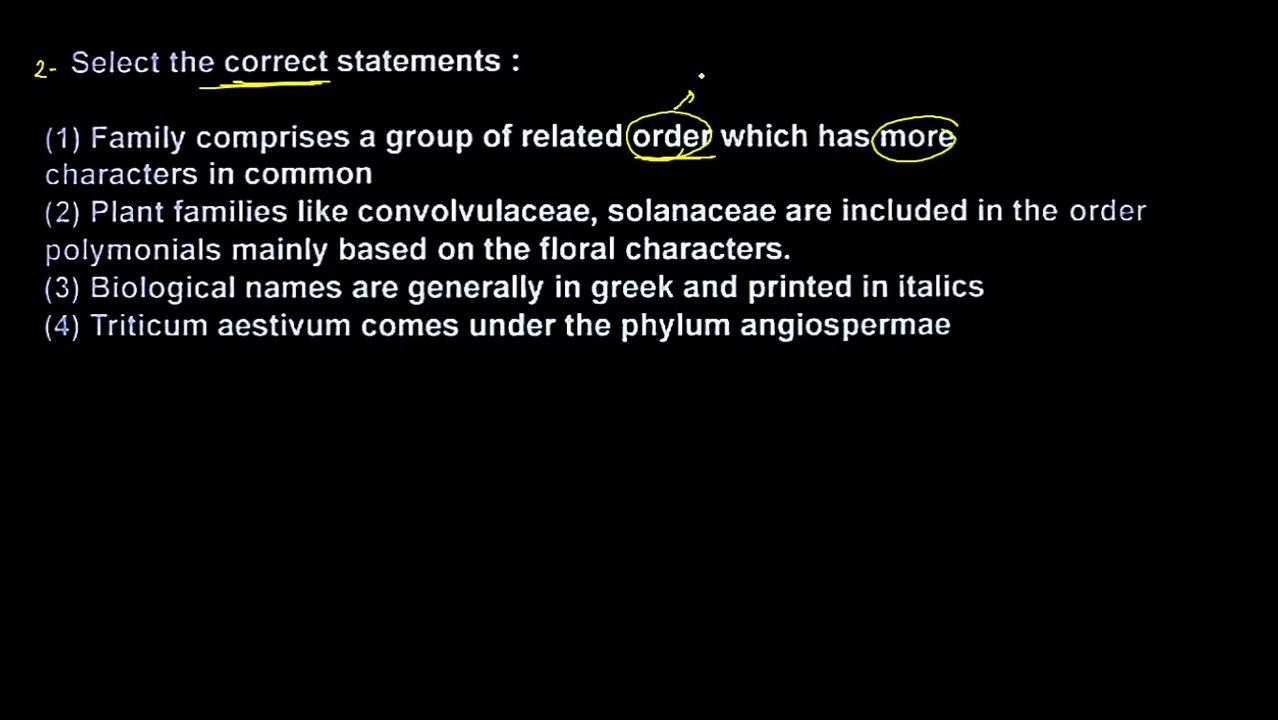 2- Select the correct statements :
(1) Family comprises a group of related order which has more
characters in common
(2) Plant families like convolvulaceae, solanaceae are included in the order
polymonials mainly based on the floral characters.
(3) Biological names are generally in greek and printed in italics
(4) Triticum aestivum comes under the phylum angiospermae